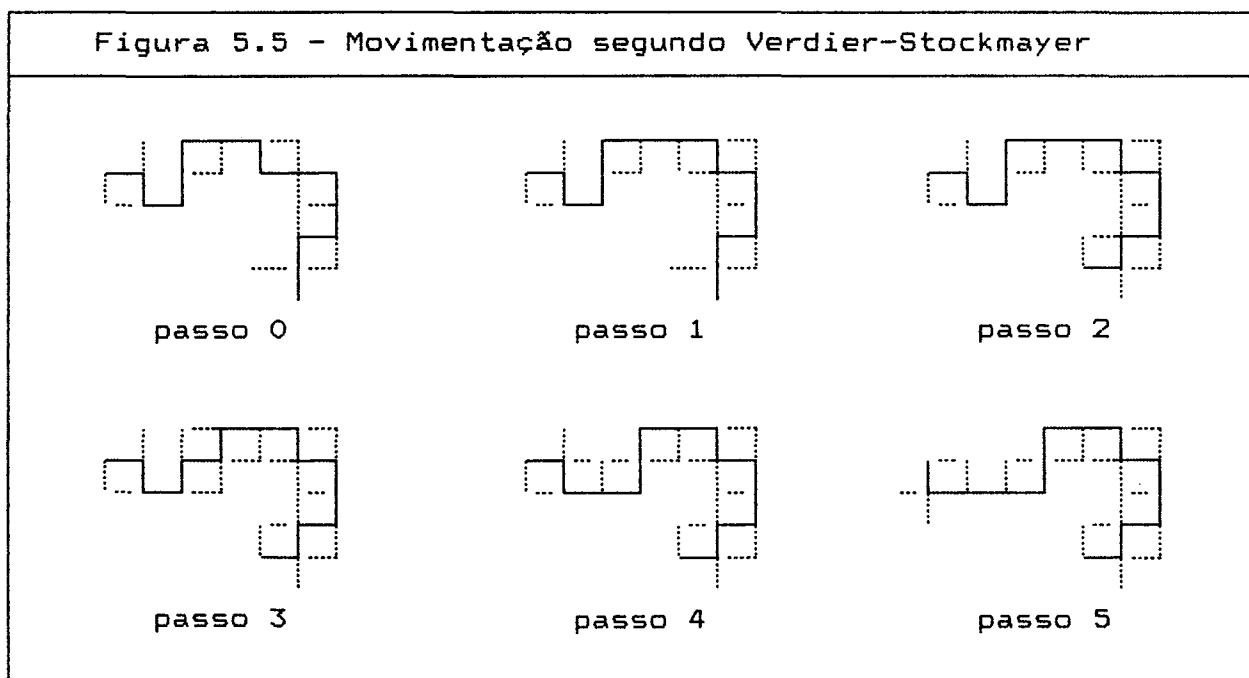 Figura 5.5 - Movimentação segundo Verdier-Stockmayer
passo 0
passo 1
passo 2
passo 3
passo 4
passo 5